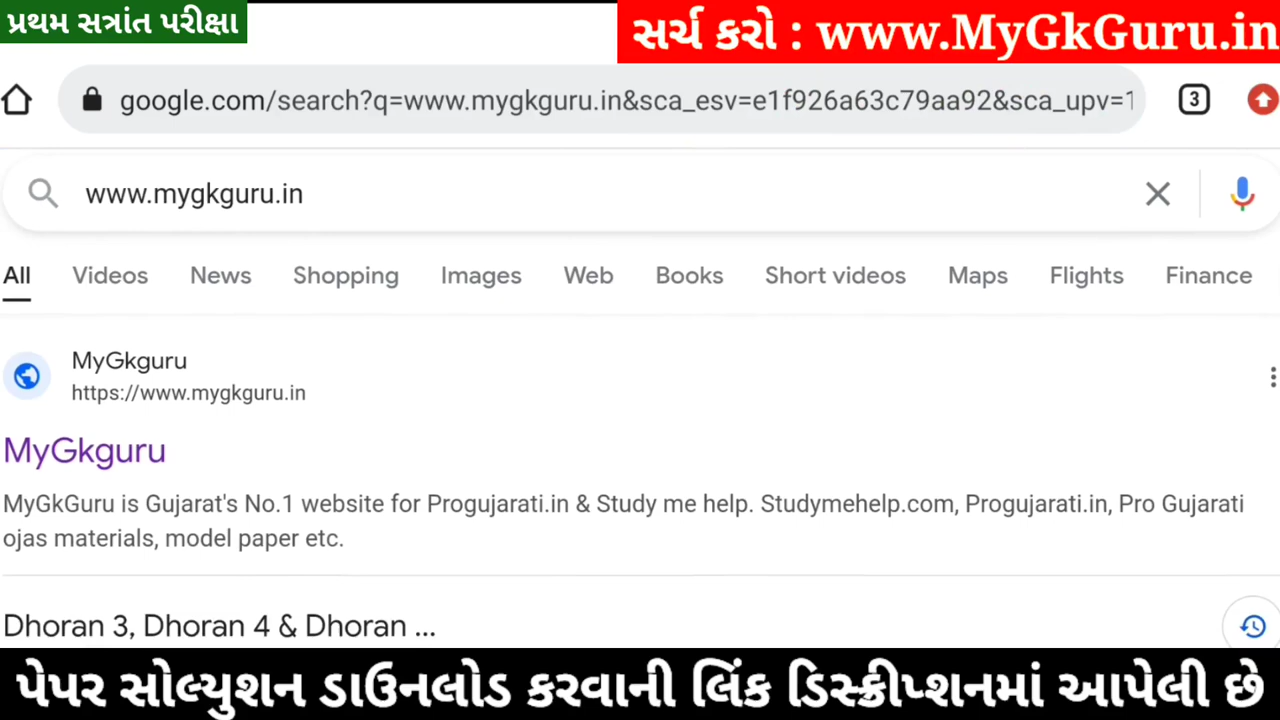 પ્રથમ સત્રાંત પરીક્ષા
સર્ચ કરો : www.MyGkGuru.in
google.com/search?q=www.mygkguru.in&sca_esv=e1f926a63c79aa92&sca_upv=1
3
www.mygkguru.in
All Videos News Shopping Images Web Books Short videos Maps Flights Finance
MyGkguru
https://www.mygkguru.in
MyGkguru
MyGkGuru is Gujarat's No.1 website for Progujarati.in & Study me help. Studymehelp.com, Progujarati.in, Pro Gujarati
ojas materials, model paper etc.
Dhoran 3, Dhoran 4 & Dhoran ...
પેપર સોલ્યુશન ડાઉનલોડ કરવાની લિંક ડિસ્ક્રીપ્શનમાં આપેલી છે